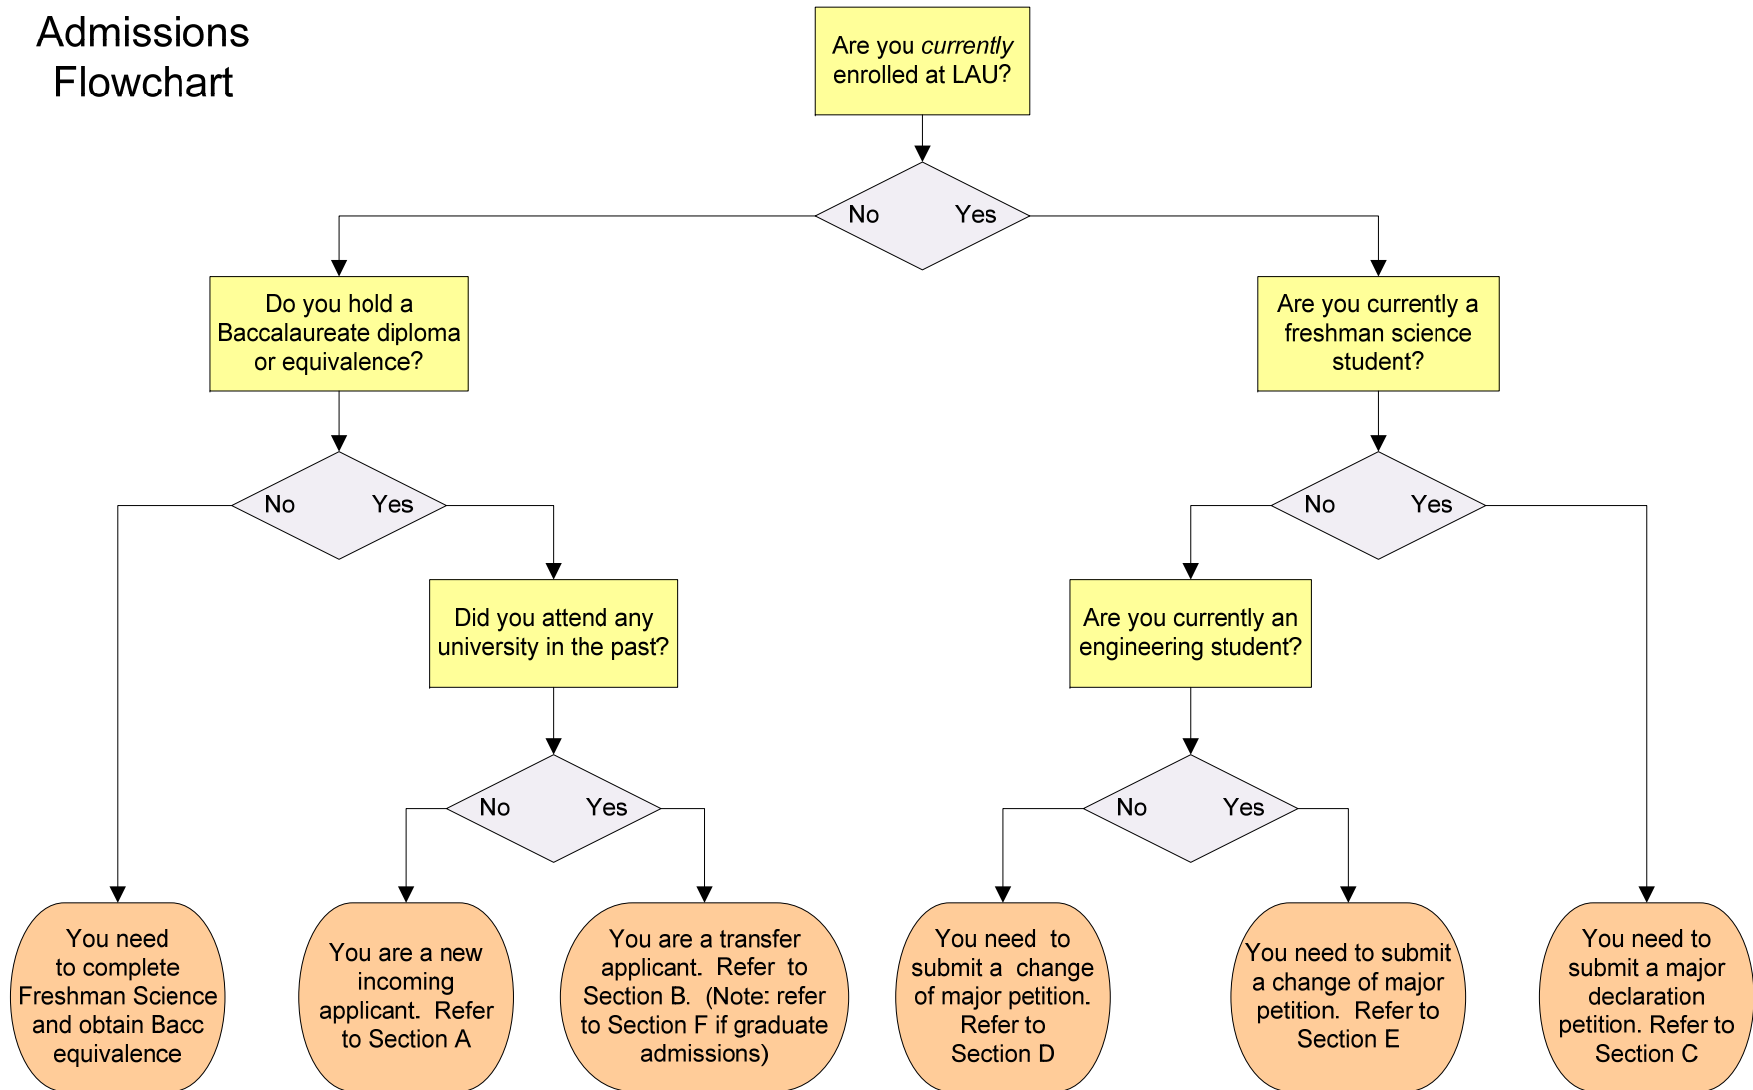 Admissions
Flowchart
Are you currently
enrolled at LAU?
No
Yes
Do you hold a
Baccalaureate diploma
or equivalence?
Are you currently a
freshman science
student?
No
Yes
No
Yes
Did you attend any
university in the past?
Are you currently an
engineering student?
No
Yes
No
Yes
You need
to complete
Freshman Science
and obtain Bacc
equivalence
You are a new
incoming
applicant. Refer
to Section A
You are a transfer
applicant. Refer to
Section B. (Note: refer
to Section F if graduate
admissions)
You need to
submit a change
of major petition.
Refer to
Section D
You need to submit
a change of major
petition. Refer to
Section E
You need to
submit a major
declaration
petition. Refer to
Section C